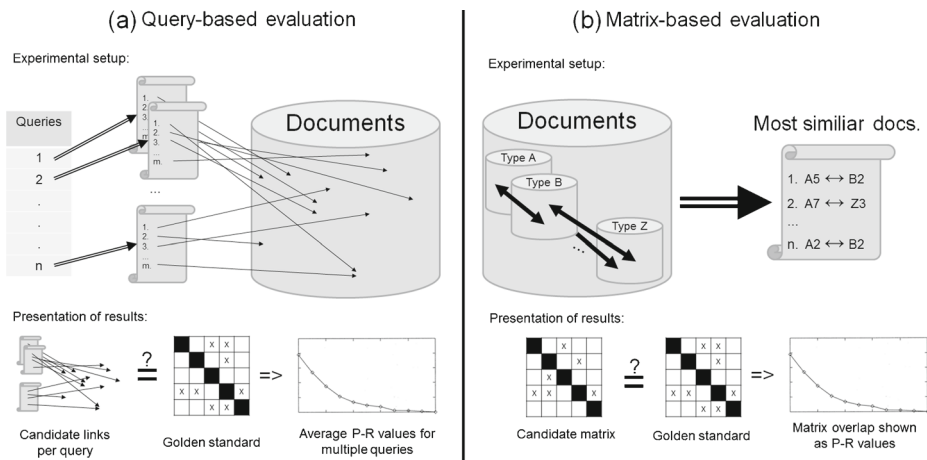 (a) Query-based evaluation
Experimental setup:
Queries
1
2
.
.
.
n
1.
2.
3.
...
m.
1.
2.
3.
...
m.
...
1.
2.
3.
...
m.
Documents
Presentation of results:
?
=
X X
X
X X X
X X
=>
Candidate links
per query
Golden standard
Average P-R values for
multiple queries
(b) Matrix-based evaluation
Experimental setup:
Documents
Type A
Type B
...
Type Z
Most similiar docs.
1. A5 ↔ B2
2. A7 ↔ Z3
...
n. A2 ↔ B2
Presentation of results:
X
X
X X
X
?
=
X X
X
X X X
X X
=>
Candidate matrix
Golden standard
Matrix overlap shown
as P-R values